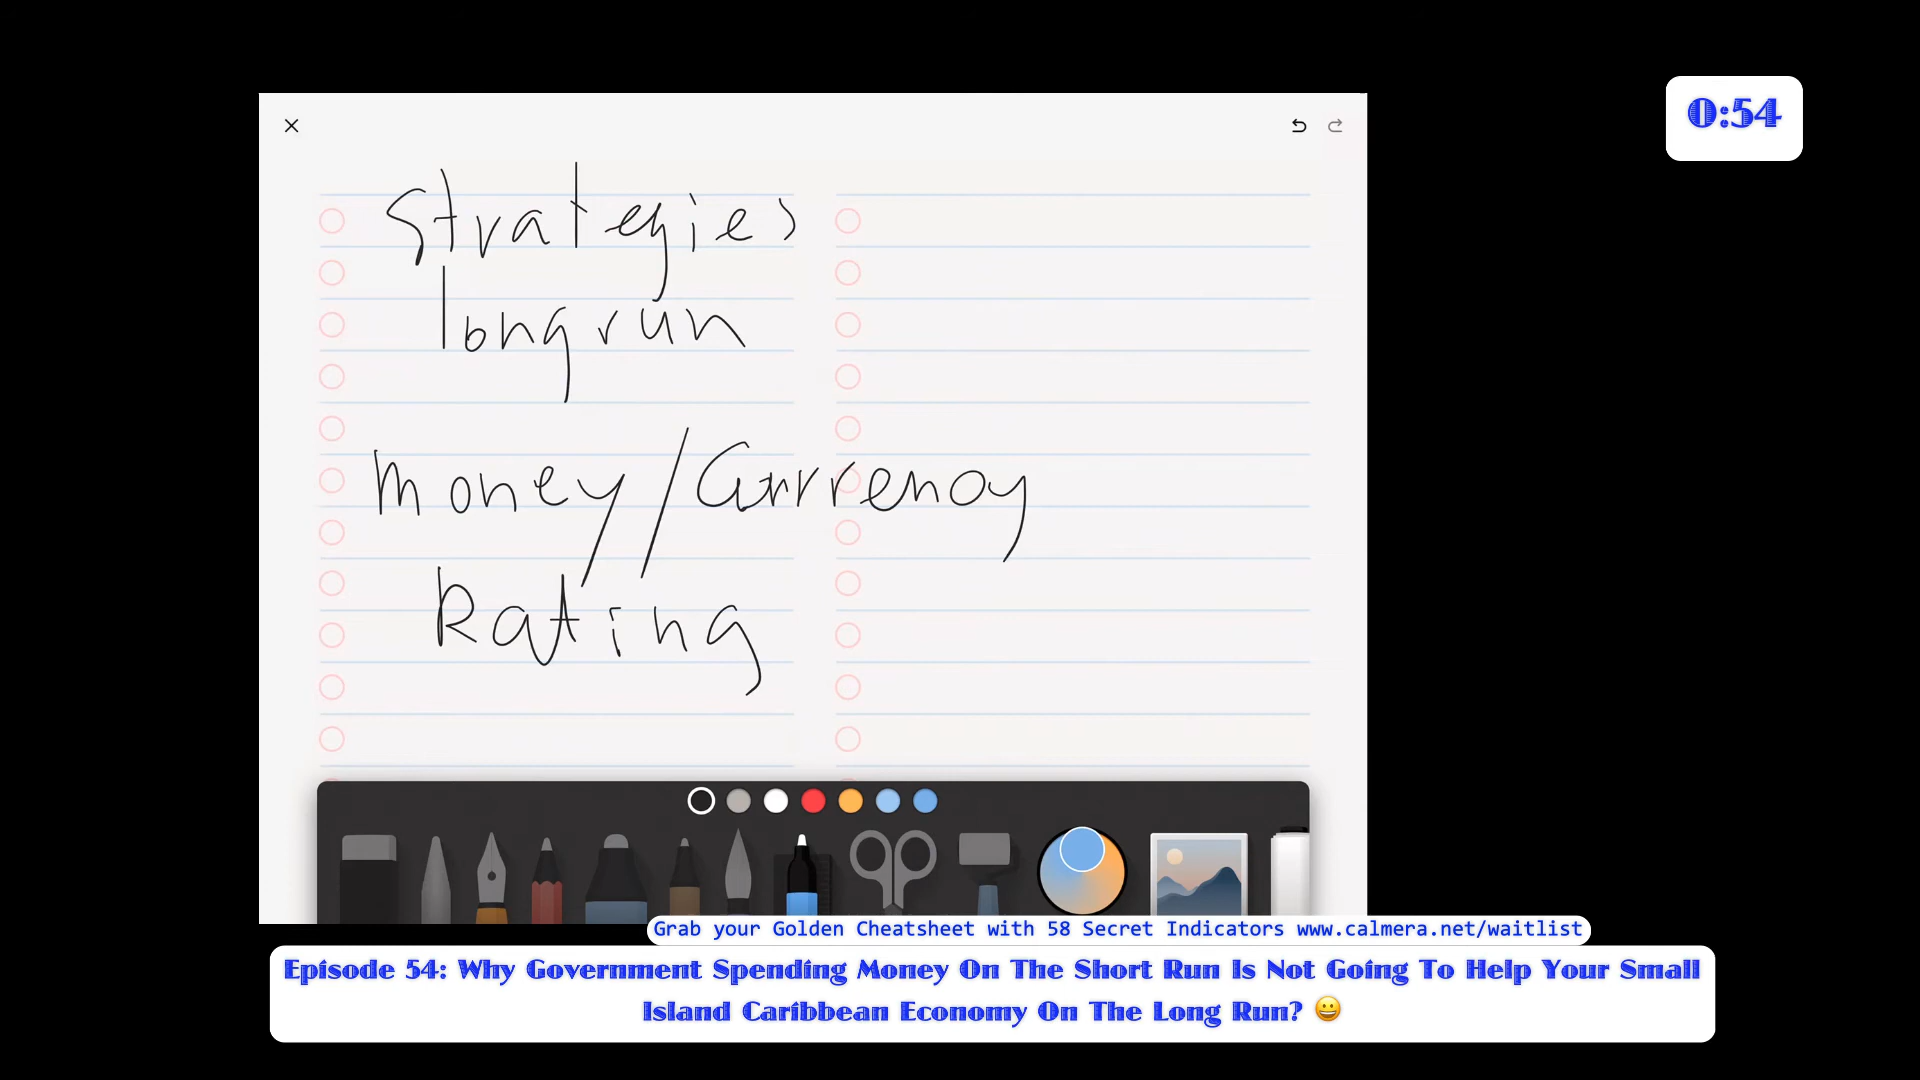 0:54
Strategies
long run
money/Currency
Rating
Grab your Golden Cheatsheet with 58 Secret Indicators www.calmera.net/waitlist
Episode 54: Why Government Spending Money On The Short Run Is Not Going To Help Your Small
Island Caribbean Economy On The Long Run? 😀